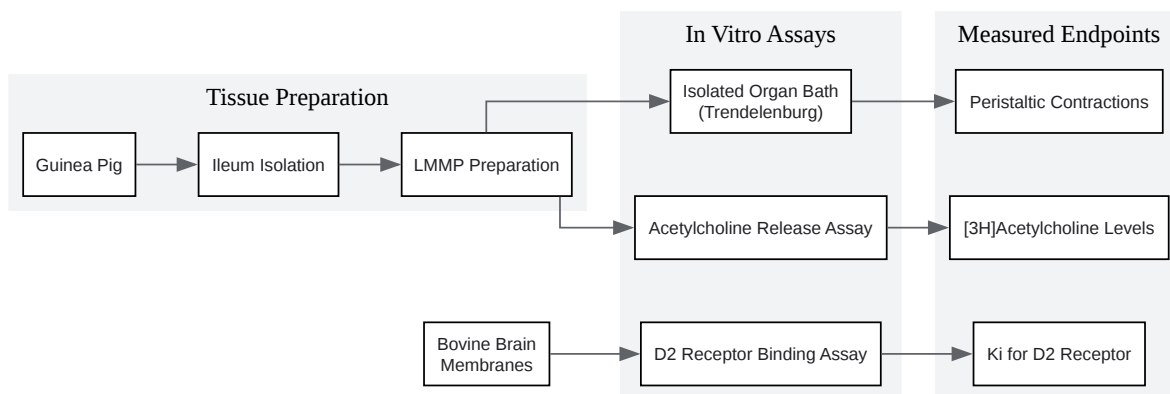 In Vitro Assays
Measured Endpoints
Tissue Preparation
Isolated Organ Bath
(Trendelenburg)
Peristaltic Contractions
Guinea Pig
Ileum Isolation
LMMP Preparation
Acetylcholine Release Assay
[3H]Acetylcholine Levels
Bovine Brain
Membranes
D2 Receptor Binding Assay
Ki for D2 Receptor